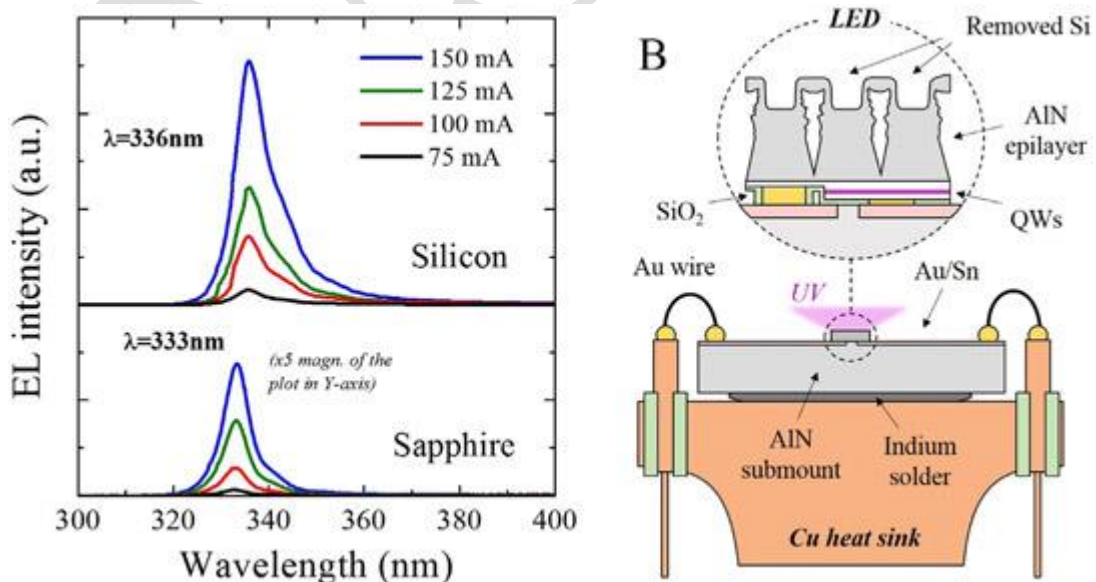 EL intensity (a.u.)
150 mA
125 mA
100 mA
75 mA
λ=336nm
Silicon
λ=333nm
(x5 magn. of the
plot in Y-axis)
Sapphire
300 320 340 360 380 400
Wavelength (nm)
B
LED
Removed Si
AlN
epilayer
SiO₂
QWs
Au wire
UV
Au/Sn
AlN
submount
Indium
solder
Cu heat sink